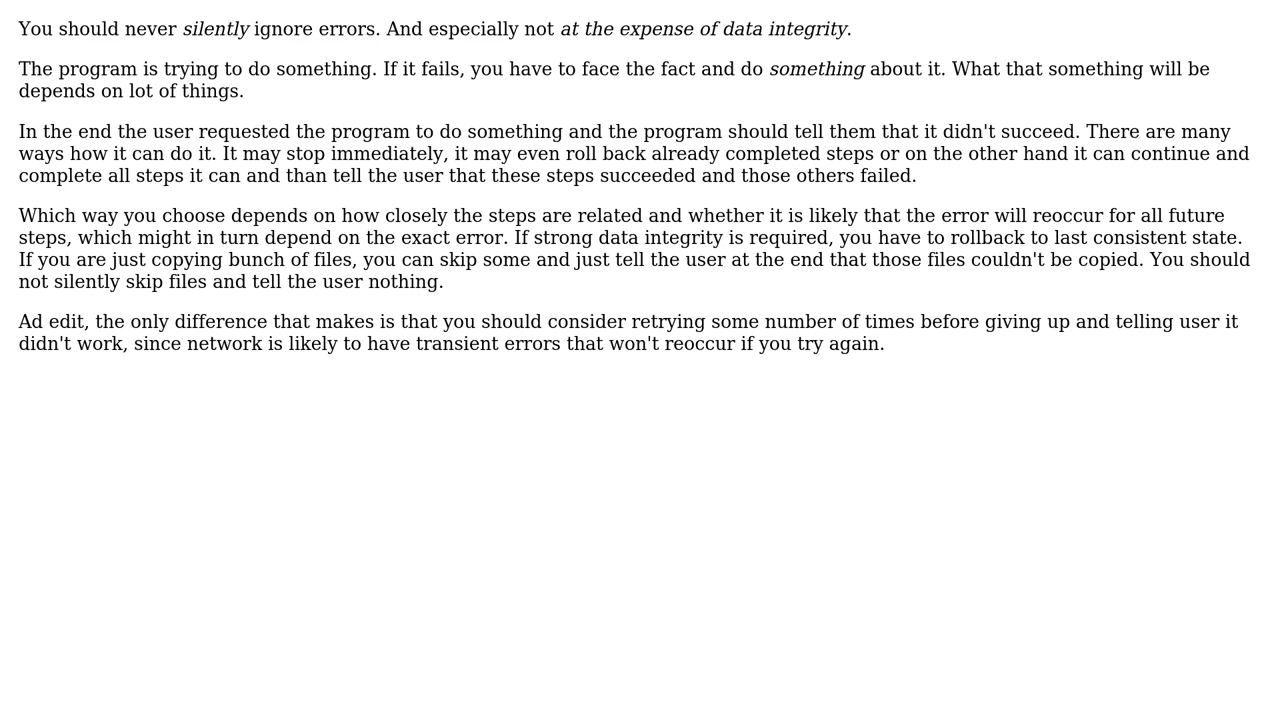 You should never silently ignore errors. And especially not at the expense of data integrity.
The program is trying to do something. If it fails, you have to face the fact and do something about it. What that something will be
depends on lot of things.
In the end the user requested the program to do something and the program should tell them that it didn't succeed. There are many
ways how it can do it. It may stop immediately, it may even roll back already completed steps or on the other hand it can continue and
complete all steps it can and than tell the user that these steps succeeded and those others failed.
Which way you choose depends on how closely the steps are related and whether it is likely that the error will reoccur for all future
steps, which might in turn depend on the exact error. If strong data integrity is required, you have to rollback to last consistent state.
If you are just copying bunch of files, you can skip some and just tell the user at the end that those files couldn't be copied. You should
not silently skip files and tell the user nothing.
Ad edit, the only difference that makes is that you should consider retrying some number of times before giving up and telling user it
didn't work, since network is likely to have transient errors that won't reoccur if you try again.